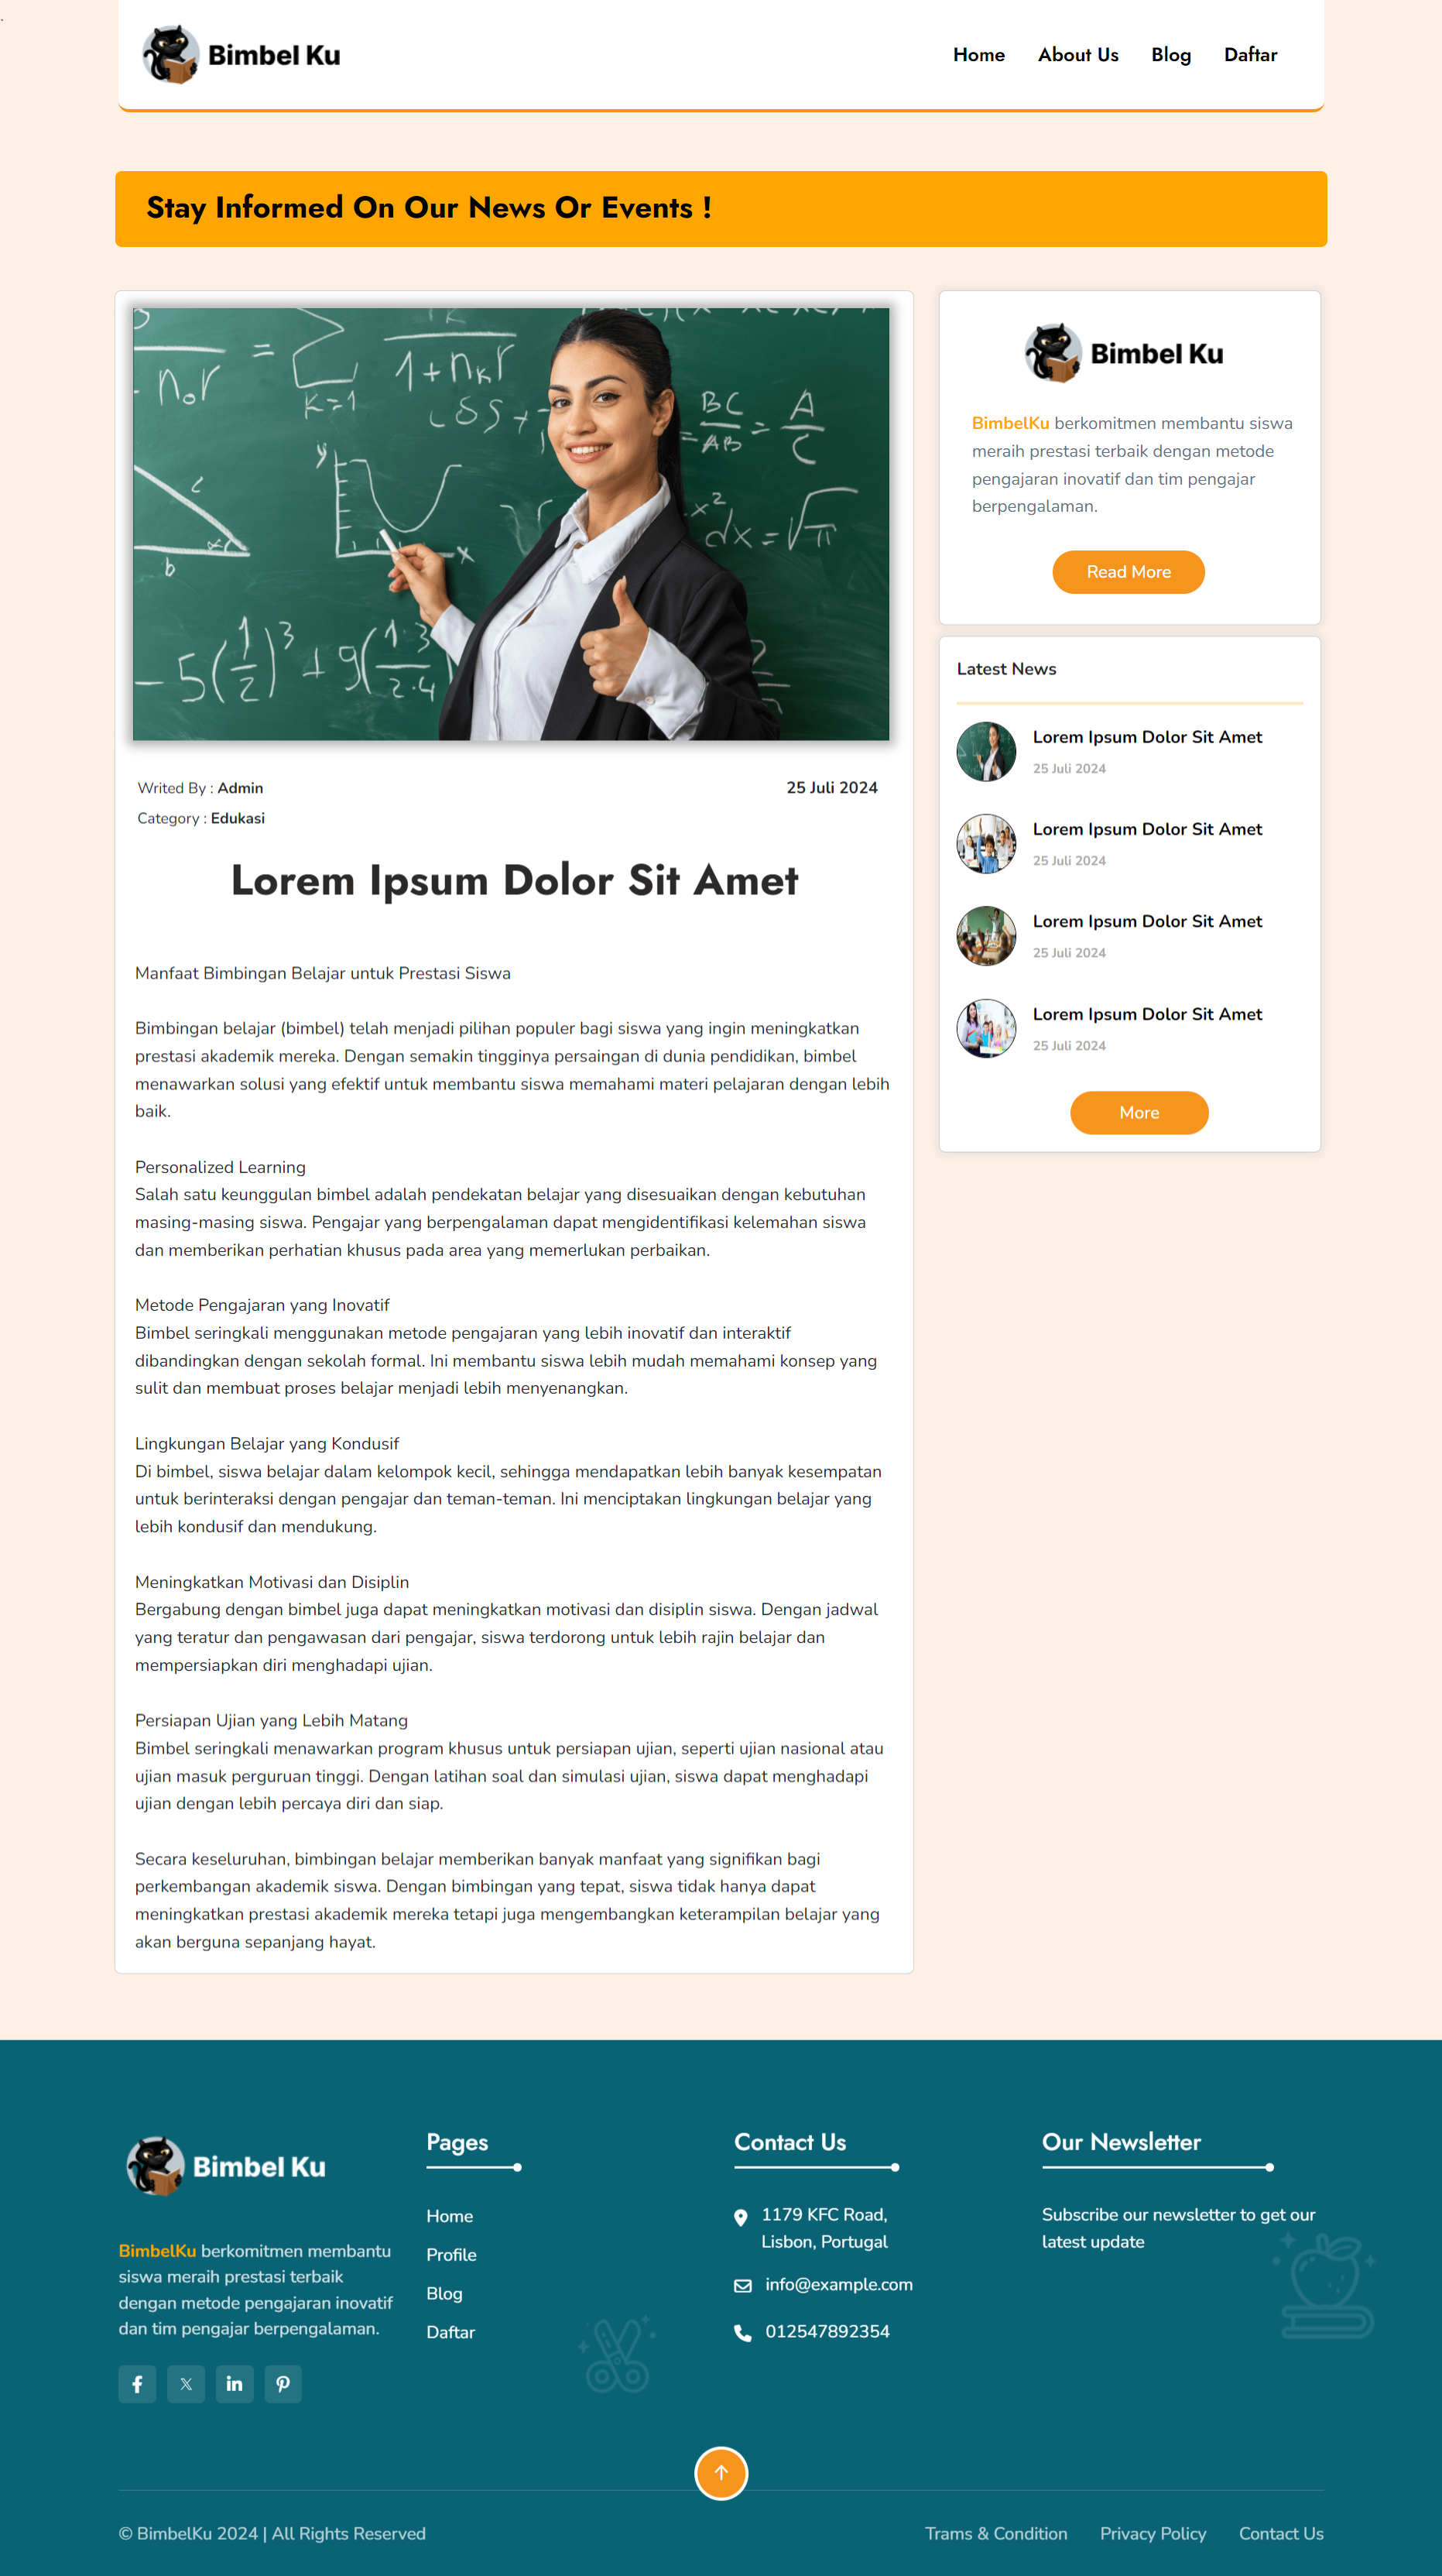 Bimbel Ku
Home
About Us
Blog
Daftar
Stay Informed On Our News Or Events !
Writed By : Admin
25 Juli 2024
Category : Edukasi
Lorem Ipsum Dolor Sit Amet
Manfaat Bimbingan Belajar untuk Prestasi Siswa
Bimbingan belajar (bimbel) telah menjadi pilihan populer bagi siswa yang ingin meningkatkan
prestasi akademik mereka. Dengan semakin tingginya persaingan di dunia pendidikan, bimbel
menawarkan solusi yang efektif untuk membantu siswa memahami materi pelajaran dengan lebih
baik.
Personalized Learning
Salah satu keunggulan bimbel adalah pendekatan belajar yang disesuaikan dengan kebutuhan
masing-masing siswa. Pengajar yang berpengalaman dapat mengidentifikasi kelemahan siswa
dan memberikan perhatian khusus pada area yang memerlukan perbaikan.
Metode Pengajaran yang Inovatif
Bimbel seringkali menggunakan metode pengajaran yang lebih inovatif dan interaktif
dibandingkan dengan sekolah formal. Ini membantu siswa lebih mudah memahami konsep yang
sulit dan membuat proses belajar menjadi lebih menyenangkan.
Lingkungan Belajar yang Kondusif
Di bimbel, siswa belajar dalam kelompok kecil, sehingga mendapatkan lebih banyak kesempatan
untuk berinteraksi dengan pengajar dan teman-teman. Ini menciptakan lingkungan belajar yang
lebih kondusif dan mendukung.
Meningkatkan Motivasi dan Disiplin
Bergabung dengan bimbel juga dapat meningkatkan motivasi dan disiplin siswa. Dengan jadwal
yang teratur dan pengawasan dari pengajar, siswa terdorong untuk lebih rajin belajar dan
mempersiapkan diri menghadapi ujian.
Persiapan Ujian yang Lebih Matang
Bimbel seringkali menawarkan program khusus untuk persiapan ujian, seperti ujian nasional atau
ujian masuk perguruan tinggi. Dengan latihan soal dan simulasi ujian, siswa dapat menghadapi
ujian dengan lebih percaya diri dan siap.
Secara keseluruhan, bimbingan belajar memberikan banyak manfaat yang signifikan bagi
perkembangan akademik siswa. Dengan bimbingan yang tepat, siswa tidak hanya dapat
meningkatkan prestasi akademik mereka tetapi juga mengembangkan keterampilan belajar yang
akan berguna sepanjang hayat.
Bimbel Ku
BimbelKu berkomitmen membantu siswa
meraih prestasi terbaik dengan metode
pengajaran inovatif dan tim pengajar
berpengalaman.
Read More
Latest News
Lorem Ipsum Dolor Sit Amet
25 Juli 2024
Lorem Ipsum Dolor Sit Amet
25 Juli 2024
Lorem Ipsum Dolor Sit Amet
25 Juli 2024
Lorem Ipsum Dolor Sit Amet
25 Juli 2024
More
Bimbel Ku
BimbelKu berkomitmen membantu
siswa meraih prestasi terbaik
dengan metode pengajaran inovatif
dan tim pengajar berpengalaman.
Pages
Home
Profile
Blog
Daftar
Contact Us
1179 KFC Road,
Lisbon, Portugal
info@example.com
012547892354
Our Newsletter
Subscribe our newsletter to get our
latest update
© BimbelKu 2024 | All Rights Reserved
Trams & Condition
Privacy Policy
Contact Us